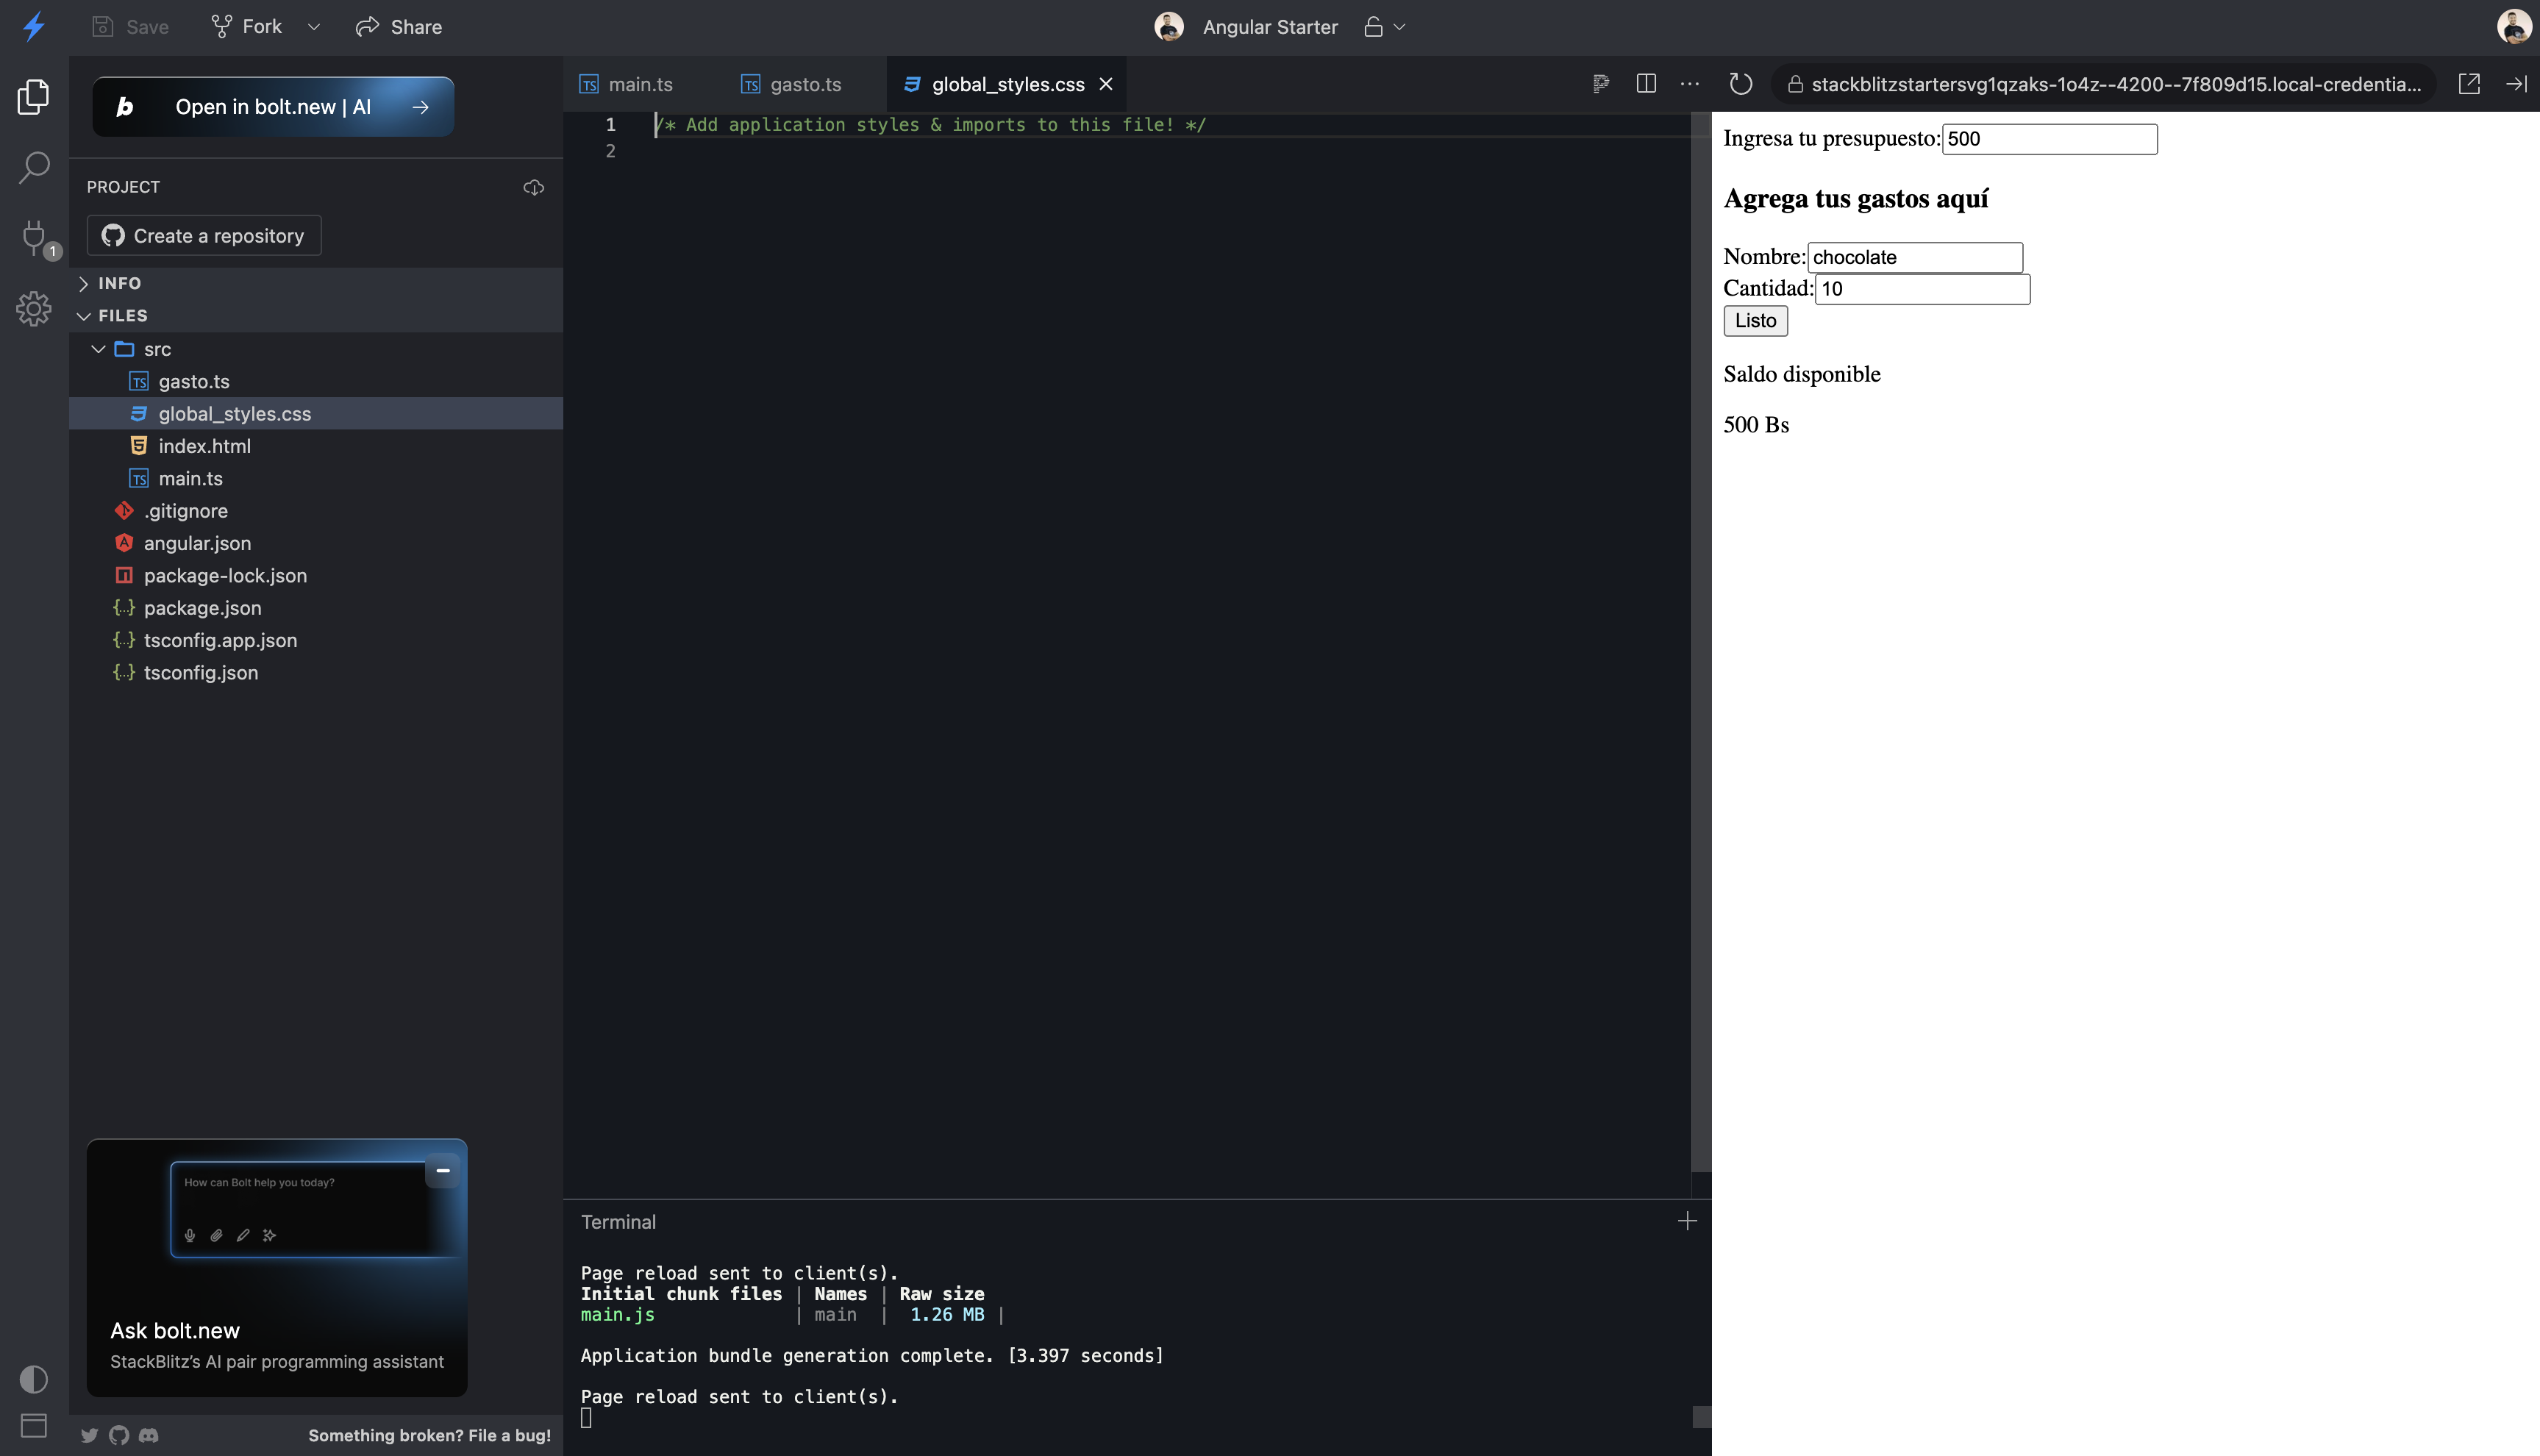 Save
Fork
Share
Angular Starter
b Open in bolt.new | AI
PROJECT
Create a repository
1
INFO
FILES
src
gasto.ts
global_styles.css
index.html
main.ts
.gitignore
angular.json
package-lock.json
package.json
tsconfig.app.json
tsconfig.json
How can Bolt help you today?
Ask bolt.new
StackBlitz’s AI pair programming assistant
Something broken? File a bug!
TS main.ts
TS gasto.ts
global_styles.css
1 /* Add application styles & imports to this file! */
2
Terminal
Page reload sent to client(s).
Initial chunk files | Names | Raw size
main.js | main | 1.26 MB |
Application bundle generation complete. [3.397 seconds]
Page reload sent to client(s).
stackblitzstartersvg1qzaks-1o4z--4200--7f809d15.local-credentia...
Ingresa tu presupuesto: 500
Agrega tus gastos aquí
Nombre: chocolate
Cantidad: 10
Listo
Saldo disponible
500 Bs